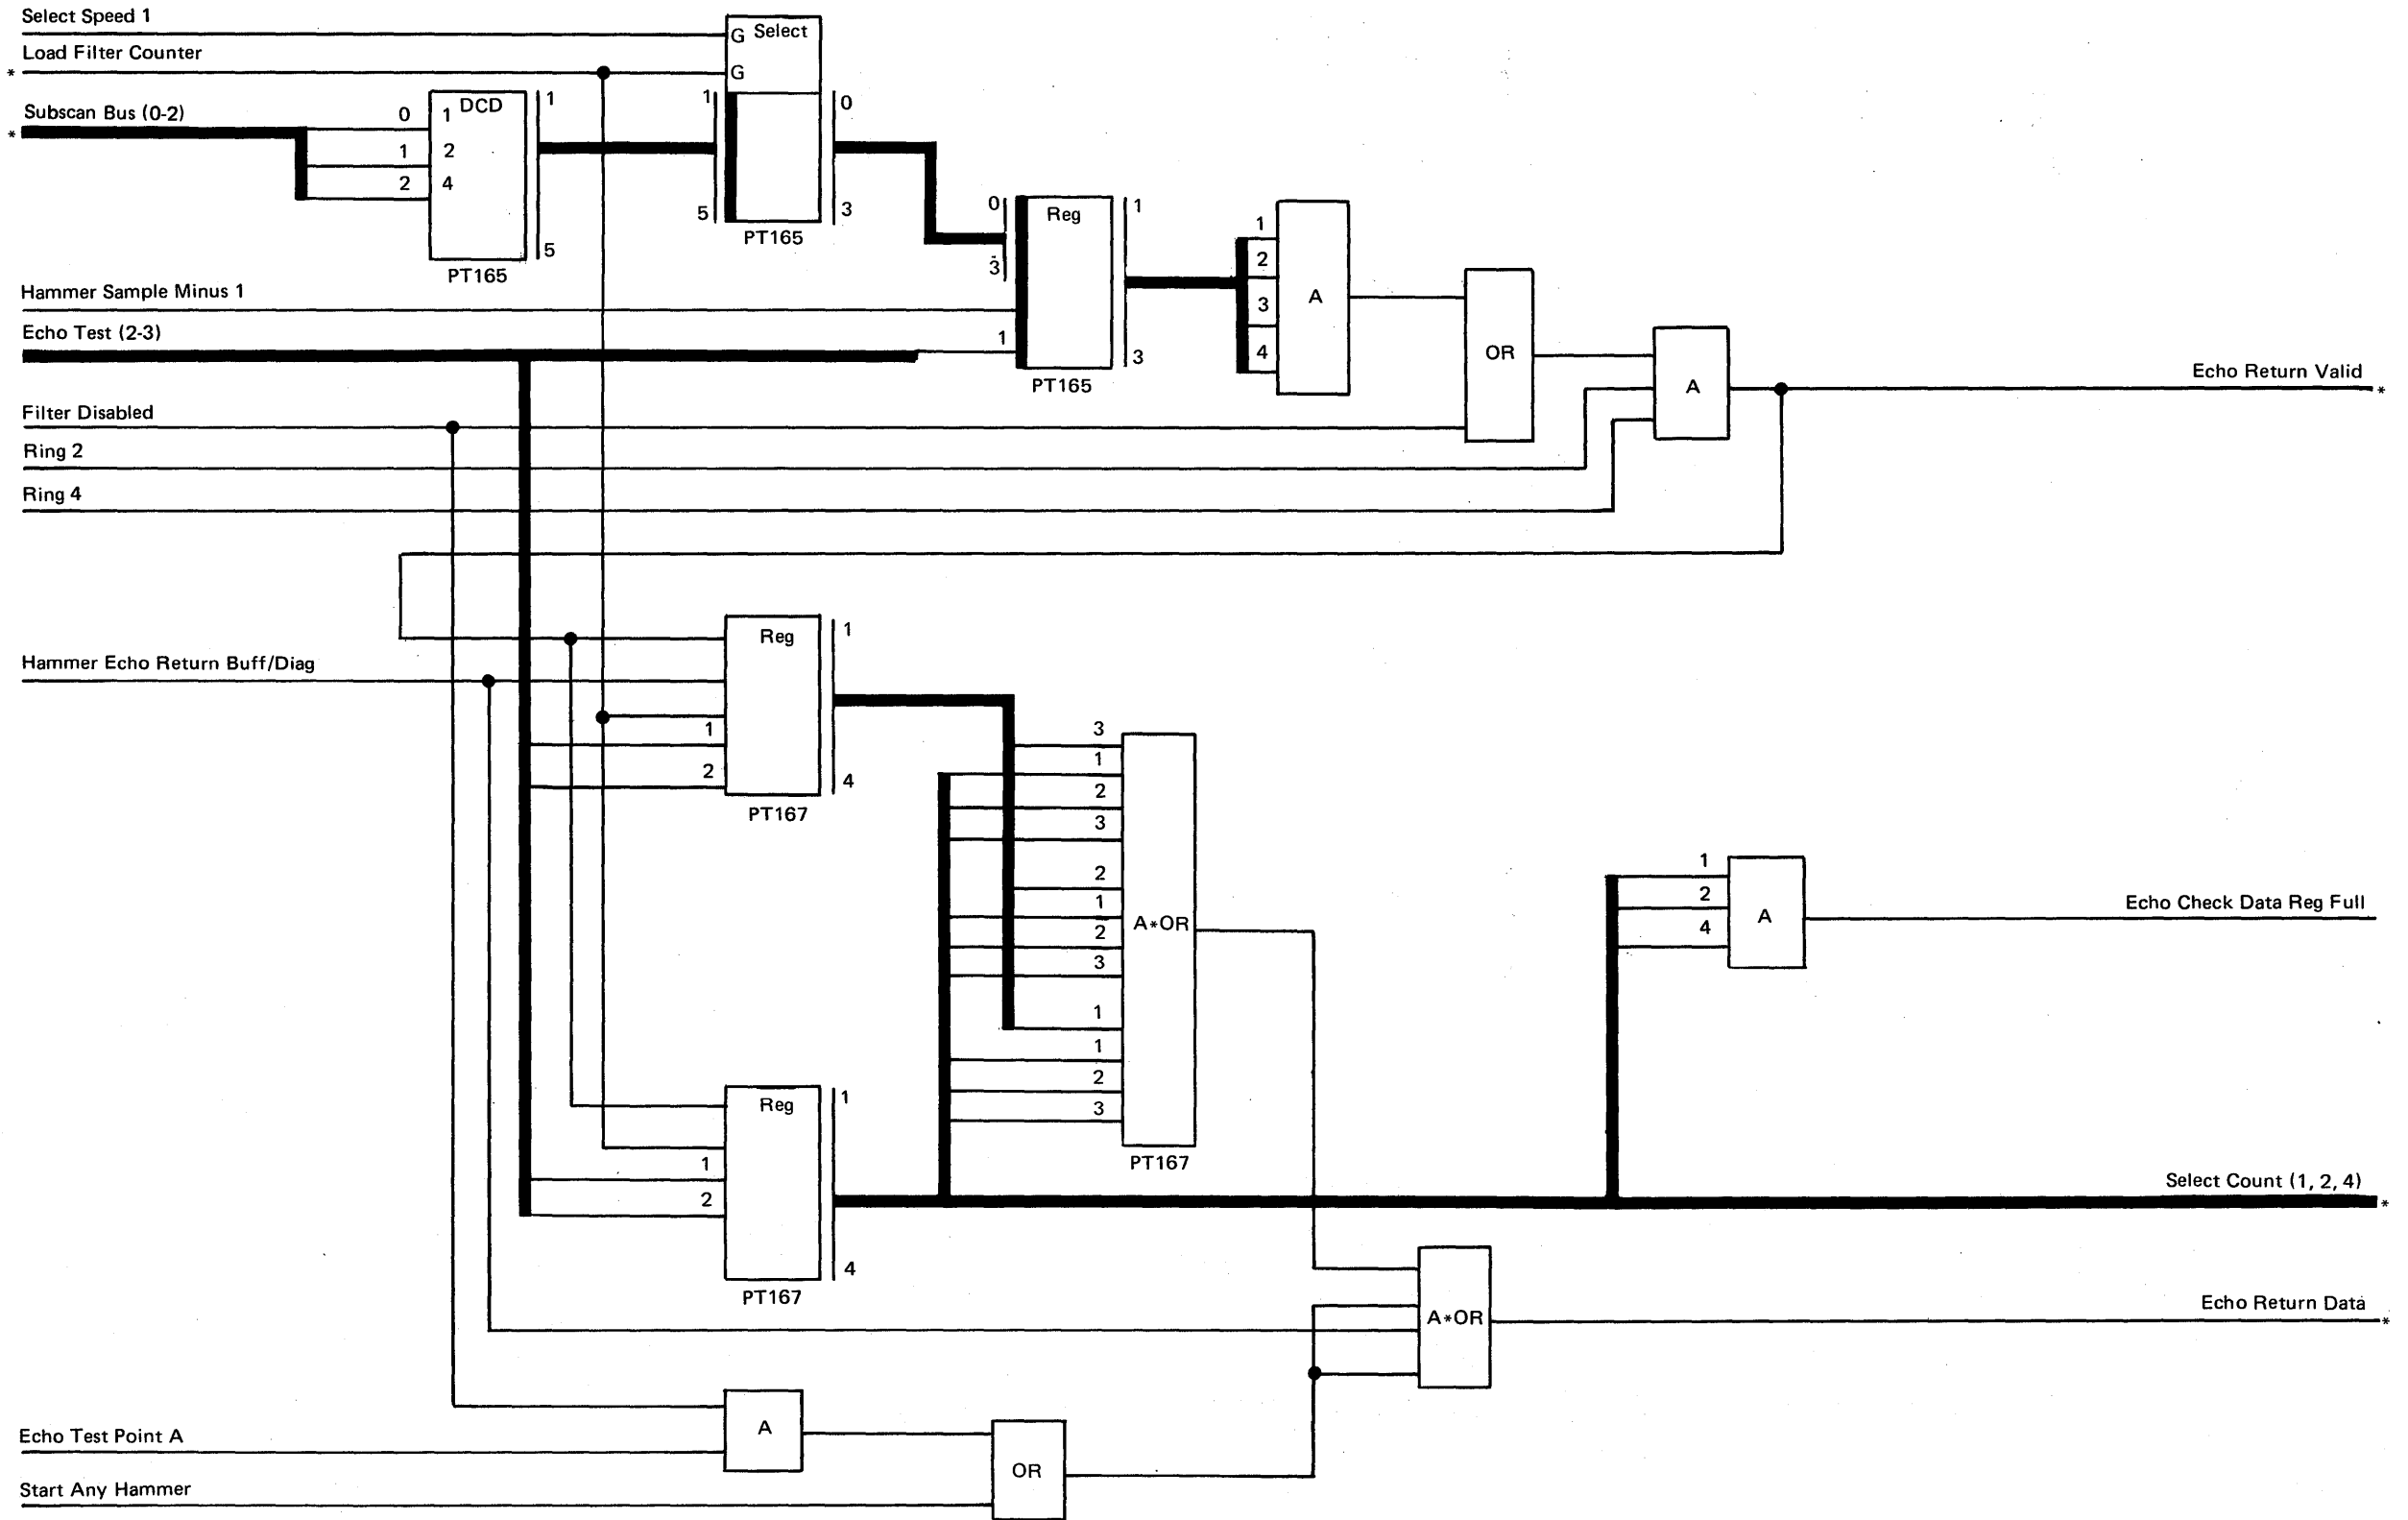 Select Speed 1
G Select
Load Filter Counter
* G
Subscan Bus (0-2)
*
0 1 DCD 1
1 2
2 4
5
PT165
1 0
5 3
PT165
0 Reg 1
3
Hammer Sample Minus 1
Echo Test (2-3)
1 3
PT165
1
2
3
4
A
OR
A
Echo Return Valid *
Filter Disabled
Ring 2
Ring 4
Reg 1
Hammer Echo Return Buff/Diag
1
2 4
PT167
3
1
2
3
2
1
2
3
1
1
2
3
A*OR
PT167
1
2
4
A
Echo Check Data Reg Full
Reg 1
1
2
4
PT167
Select Count (1, 2, 4)
*
A*OR
Echo Return Data
*
A
Echo Test Point A
OR
Start Any Hammer